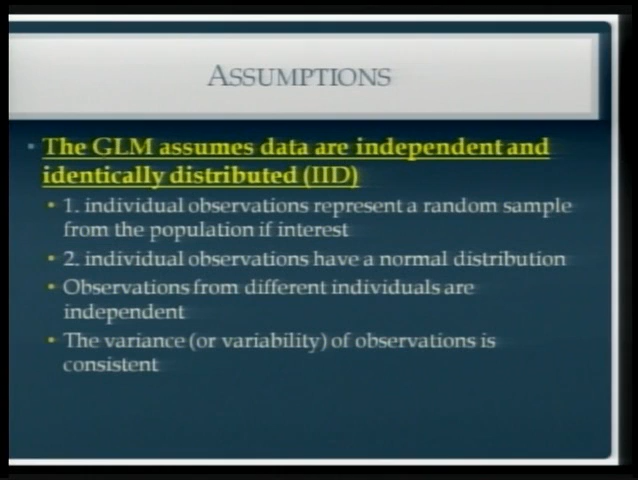 ASSUMPTIONS
The GLM assumes data are independent and
identically distributed (IID)
1. individual observations represent a random sample
from the population if interest
2. individual observations have a normal distribution
Observations from different individuals are
independent
The variance (or variability) of observations is
consistent